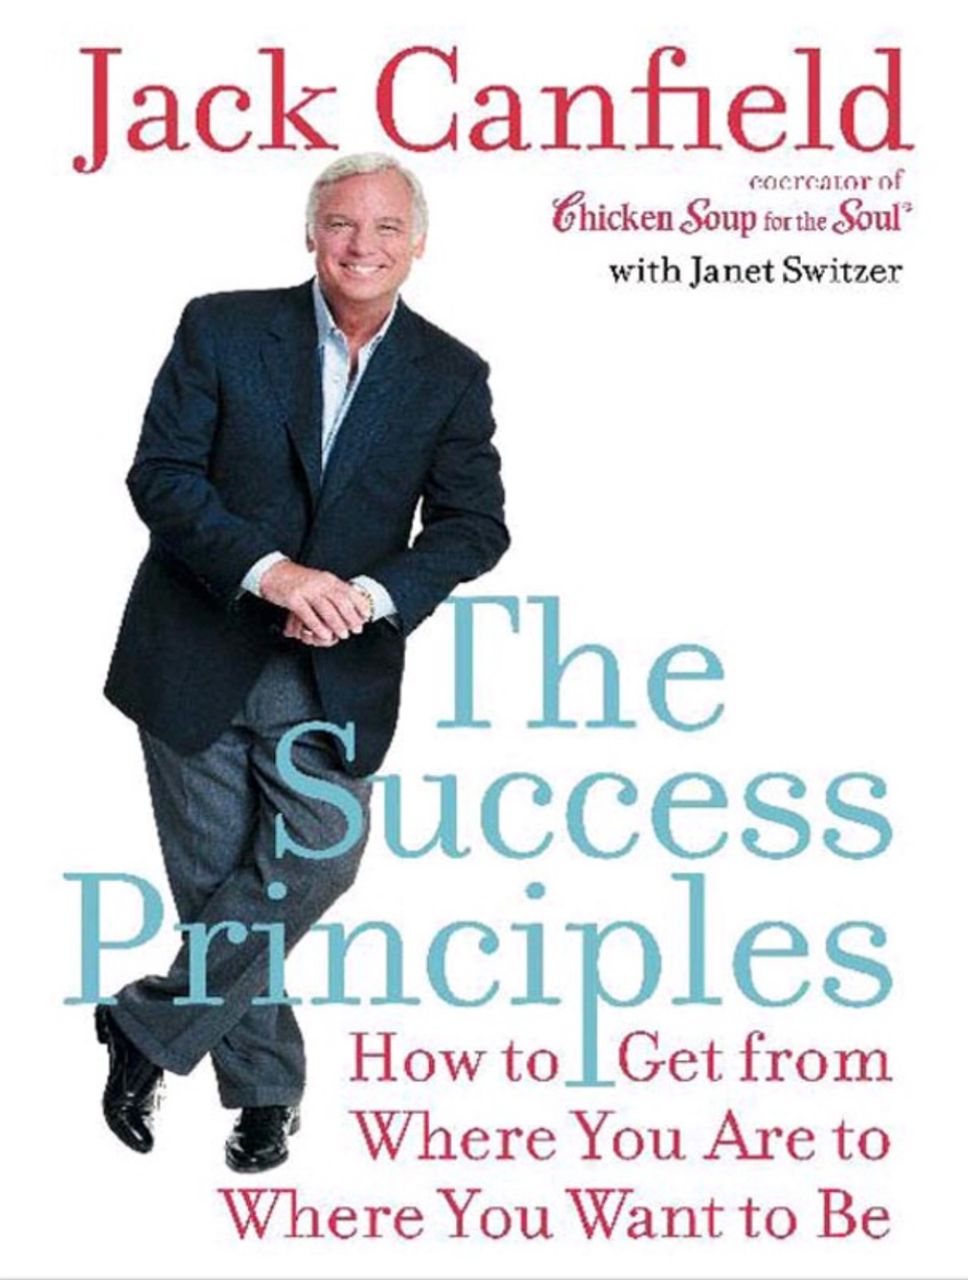 Jack Canfield
cocreator of
Chicken Soup for the Soul®
with Janet Switzer
The
Success
Principles
How to Get from
Where You Are to
Where You Want to Be